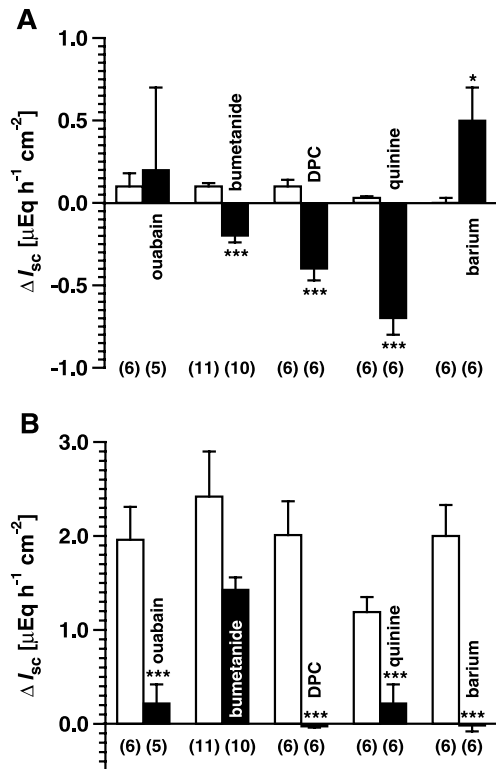 A
1.0
0.5
0.0
-0.5
-1.0
Δ Isc [µEq h⁻¹ cm⁻²]
ouabain
bumetanide
DPC
quinine
barium
***
***
***
*
(6) (5) (11) (10) (6) (6) (6) (6) (6) (6)
B
3.0
2.0
1.0
0.0
Δ Isc [µEq h⁻¹ cm⁻²]
ouabain
bumetanide
DPC
quinine
barium
***
***
***
***
(6) (5) (11) (10) (6) (6) (6) (6) (6) (6)